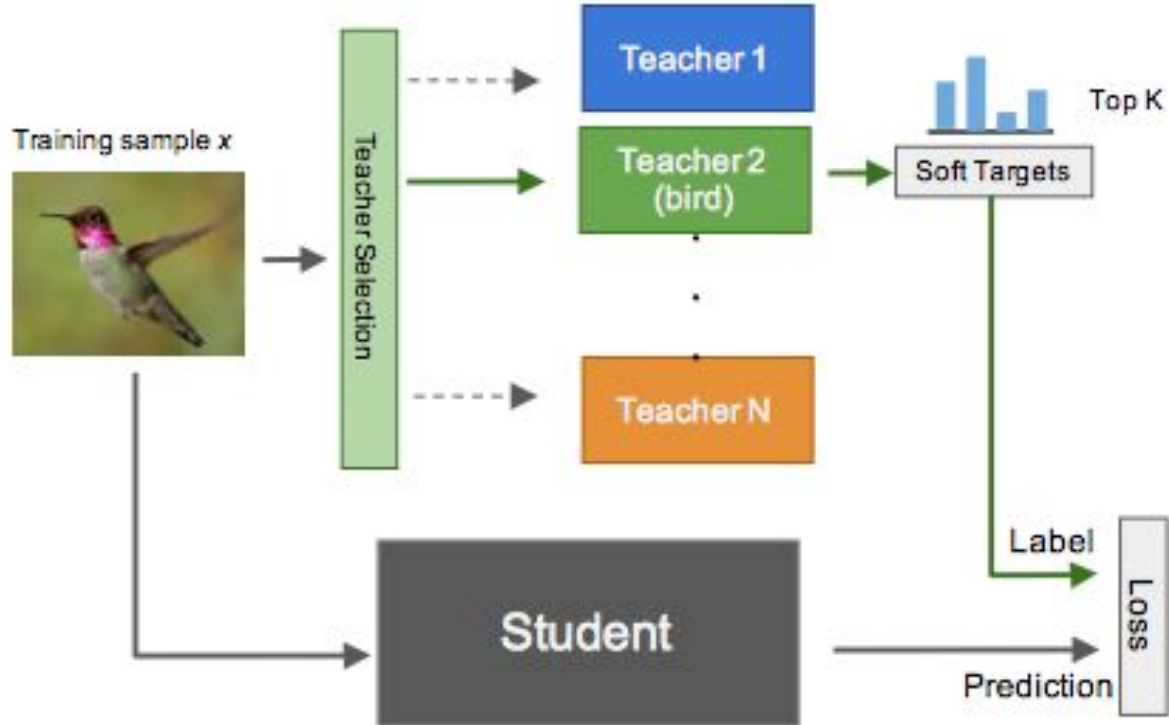 Training sample x
Teacher Selection
Teacher 1
Teacher 2
(bird)
Teacher N
Top K
Soft Targets
Student
Label
Prediction
Loss